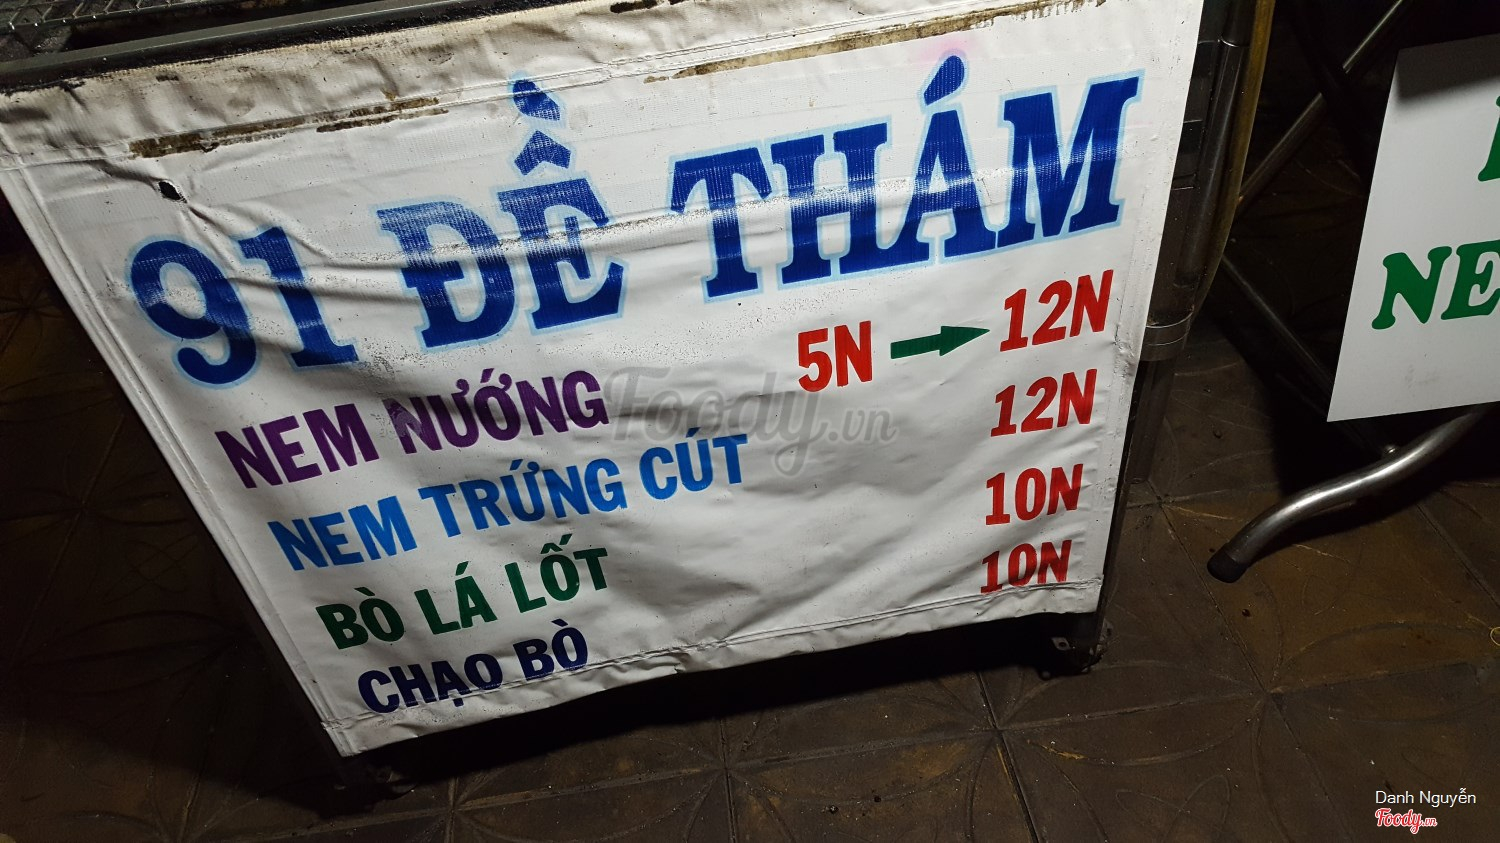 91 ĐỀ THÁM
NEM NƯỚNG 5N → 12N
NEM TRỨNG CÚT 12N
BÒ LÁ LỐT 10N
CHẠO BÒ 10N
NE
Foody.vn
Danh Nguyễn
Foody.vn